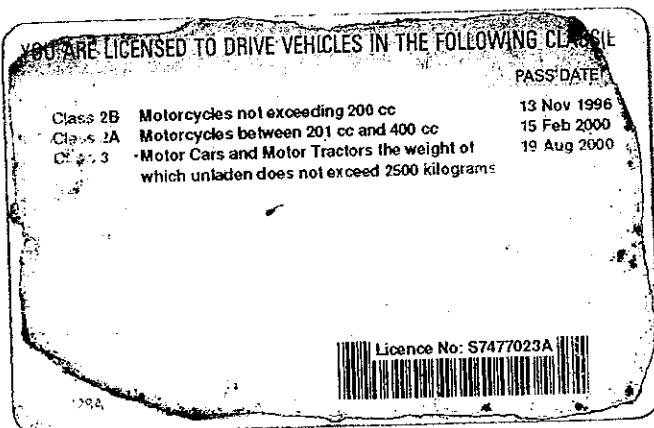 YOU ARE LICENSED TO DRIVE VEHICLES IN THE FOLLOWING
PASS DATE
Class 2B Motorcycles not exceeding 200 cc 13 Nov 1996
Class 2A Motorcycles between 201 cc and 400 cc 15 Feb 2000
Class 3 Motor Cars and Motor Tractors the weight of 19 Aug 2000
which unladen does not exceed 2500 kilograms
Licence No: S7477023A